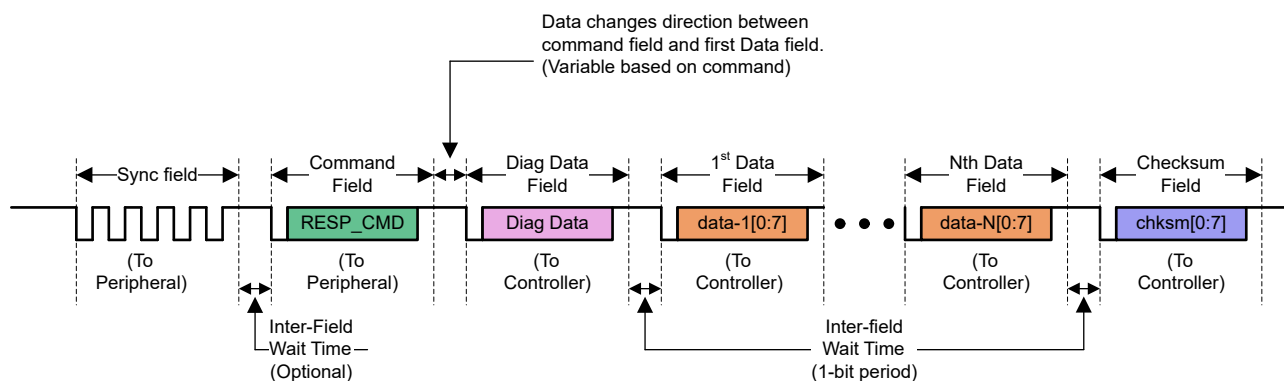 Data changes direction between
command field and first Data field.
(Variable based on command)
Sync field
Command
Field
Diag Data
Field
1st Data
Field
Nth Data
Field
Checksum
Field
RESP_CMD
Diag Data
data-1[0:7]
data-N[0:7]
chksm[0:7]
(To
Peripheral)
(To
Peripheral)
(To
Controller)
(To
Controller)
(To
Controller)
(To
Controller)
Inter-Field
Wait Time
(Optional)
Inter-field
Wait Time
(1-bit period)